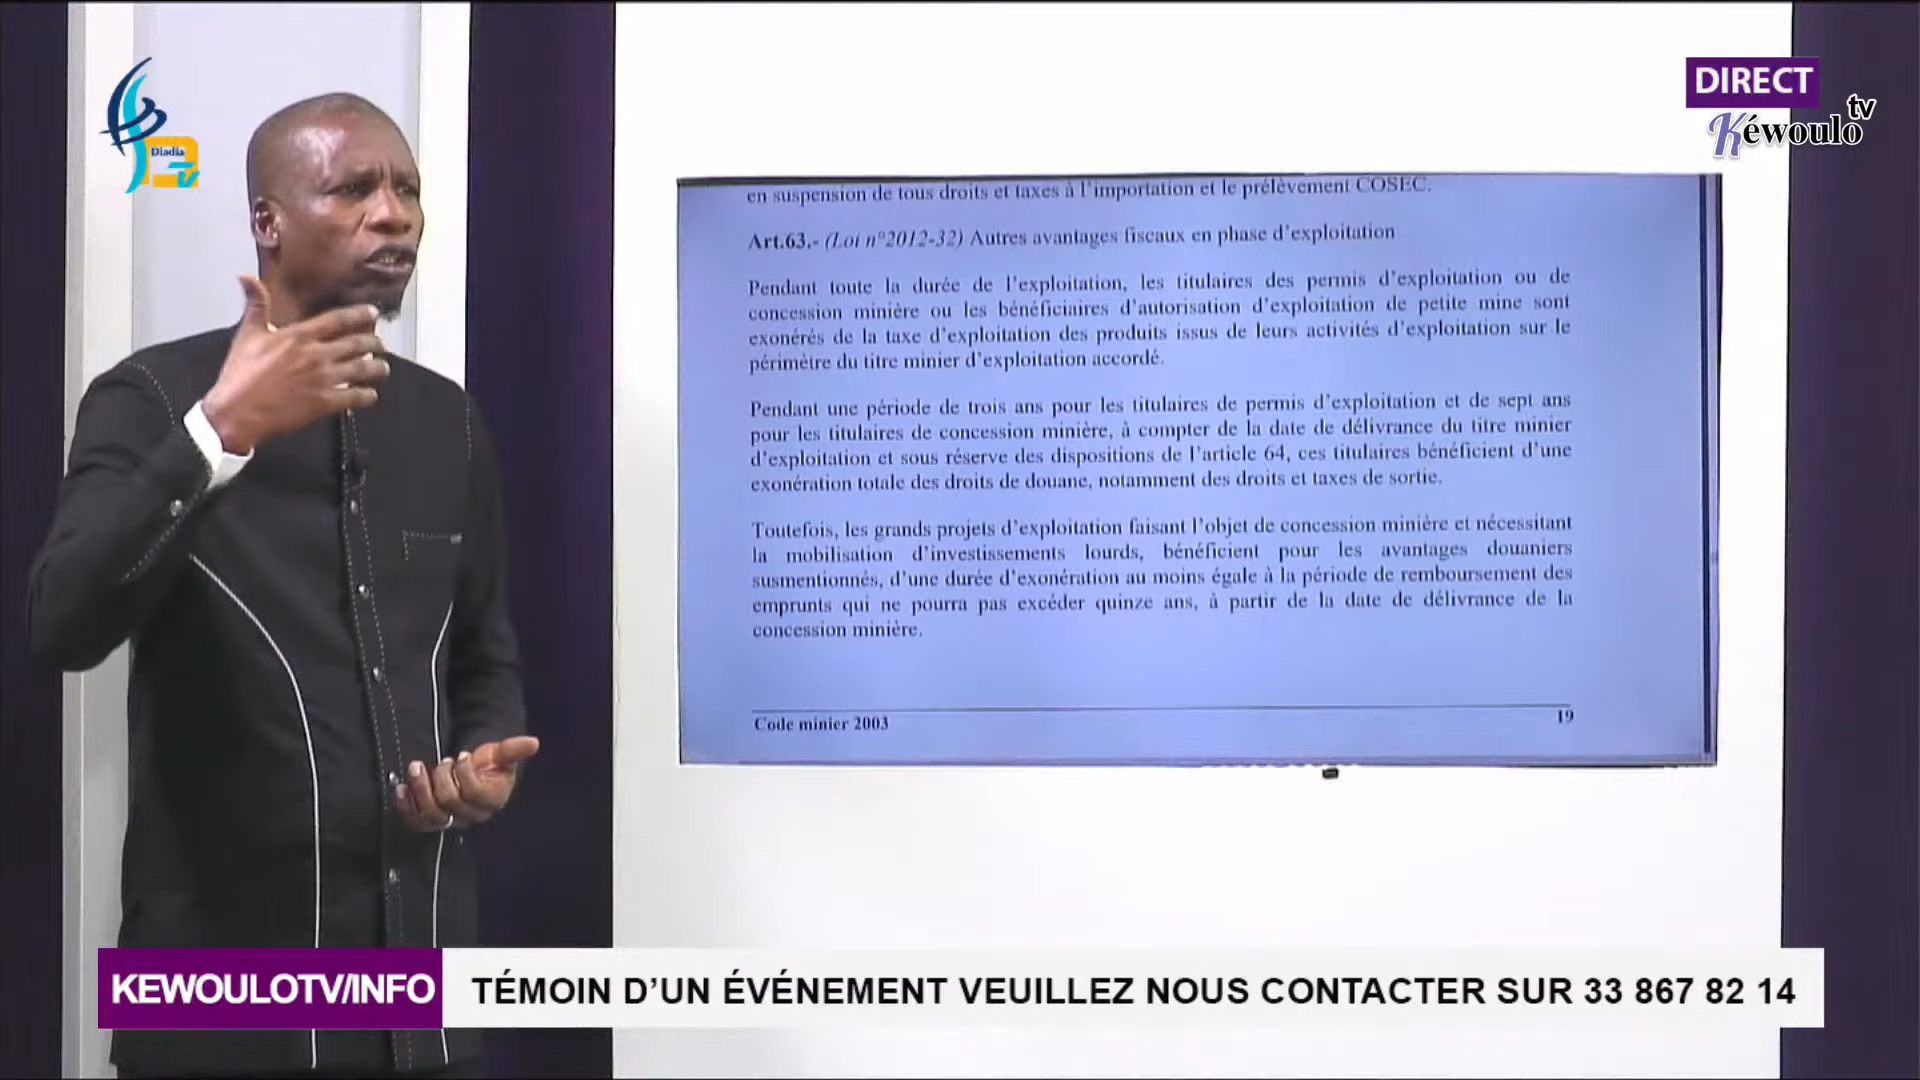 DIRECT
Kéwoulo tv
Diadia
TV
en suspension de tous droits et taxes à l'importation et le prélèvement COSEC.
Art.63.- (Loi n°2012-32) Autres avantages fiscaux en phase d'exploitation
Pendant toute la durée de l'exploitation, les titulaires des permis d'exploitation ou de
concession minière ou les bénéficiaires d'autorisation d'exploitation de petite mine sont
exonérés de la taxe d'exploitation des produits issus de leurs activités d'exploitation sur le
périmètre du titre minier d'exploitation accordé.
Pendant une période de trois ans pour les titulaires de permis d'exploitation et de sept ans
pour les titulaires de concession minière, à compter de la date de délivrance du titre minier
d'exploitation et sous réserve des dispositions de l'article 64, ces titulaires bénéficient d'une
exonération totale des droits de douane, notamment des droits et taxes de sortie.
Toutefois, les grands projets d'exploitation faisant l'objet de concession minière et nécessitant
la mobilisation d'investissements lourds, bénéficient pour les avantages douaniers
susmentionnés, d'une durée d'exonération au moins égale à la période de remboursement des
emprunts qui ne pourra pas excéder quinze ans, à partir de la date de délivrance de la
concession minière.
Code minier 2003 19
KEWOULOTV/INFO TÉMOIN D'UN ÉVÉNEMENT VEUILLEZ NOUS CONTACTER SUR 33 867 82 14